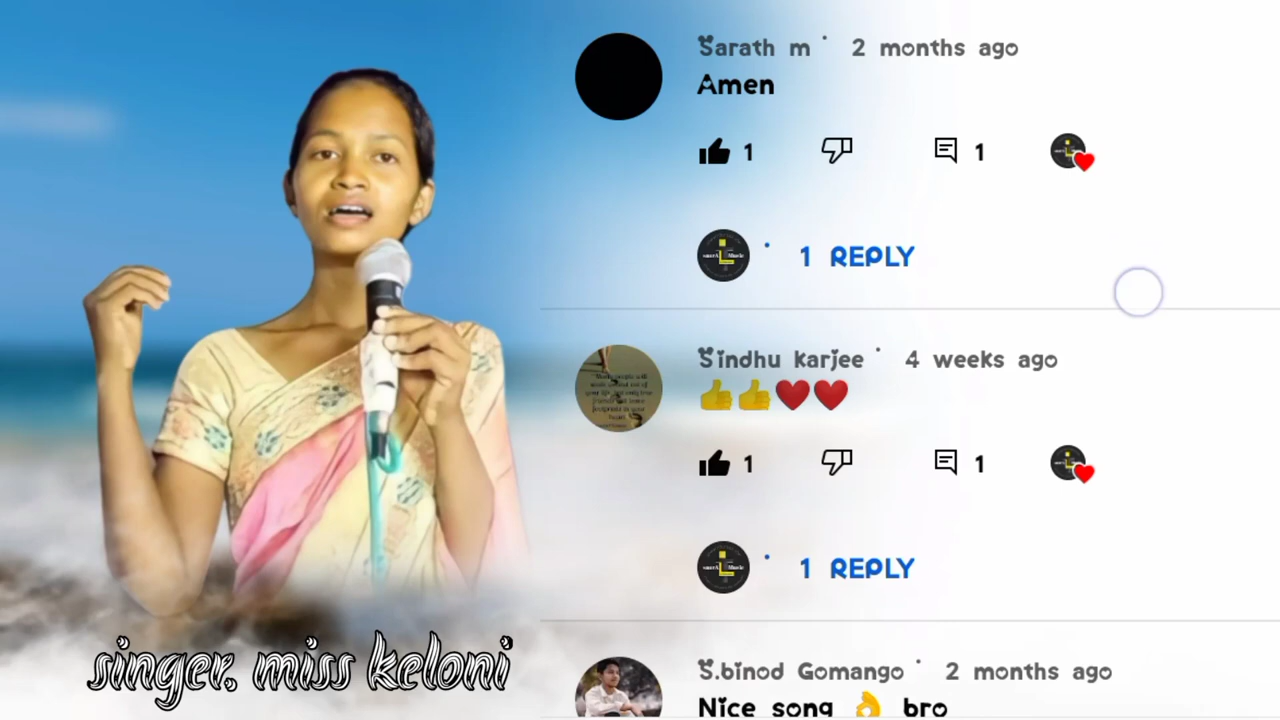 Sarath m · 2 months ago
Amen
1 1
· 1 REPLY
Sindhu karjee · 4 weeks ago
👍👍❤️❤️
1 1
· 1 REPLY
S.binod Gomango · 2 months ago
Nice song 👌 bro
singer. miss keloni